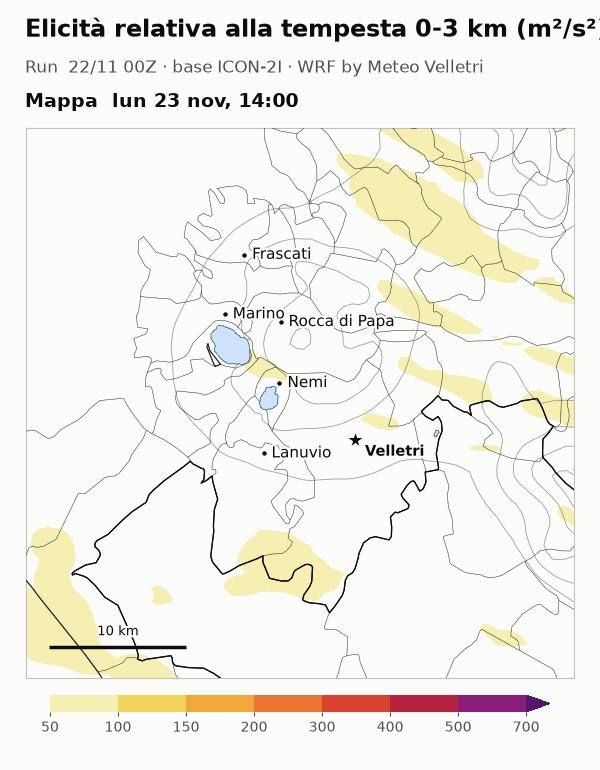 Elicità relativa alla tempesta 0-3 km (m²/s²)
Run  22/11 00Z · base ICON-2I · WRF by Meteo Velletri
Mappa  lun 23 nov, 14:00
Frascati
Marino
Rocca di Papa
Nemi
Velletri
Lanuvio
10 km
50 100 150 200 300 400 500 700